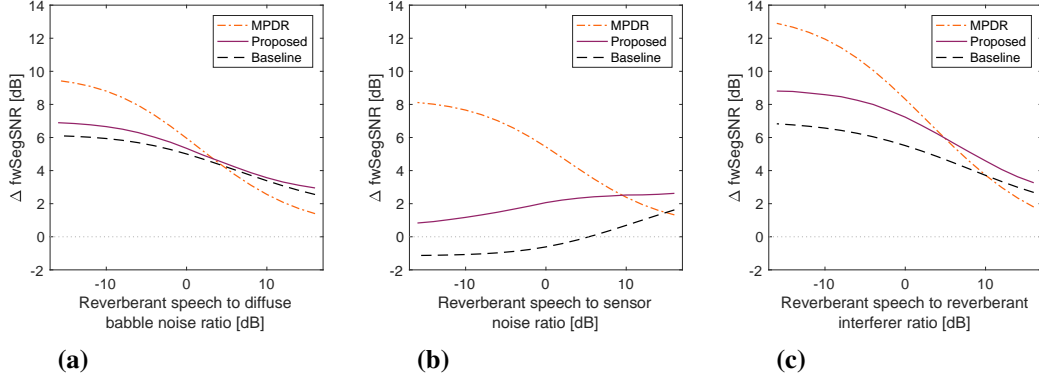 14
12
10
8
6
4
2
0
-2
Δ fwSegSNR [dB]
MPDR
Proposed
Baseline
-10 0 10
Reverberant speech to diffuse
babble noise ratio [dB]
(a)
14
12
10
8
6
4
2
0
-2
Δ fwSegSNR [dB]
MPDR
Proposed
Baseline
-10 0 10
Reverberant speech to sensor
noise ratio [dB]
(b)
14
12
10
8
6
4
2
0
-2
Δ fwSegSNR [dB]
MPDR
Proposed
Baseline
-10 0 10
Reverberant speech to reverberant
interferer ratio [dB]
(c)